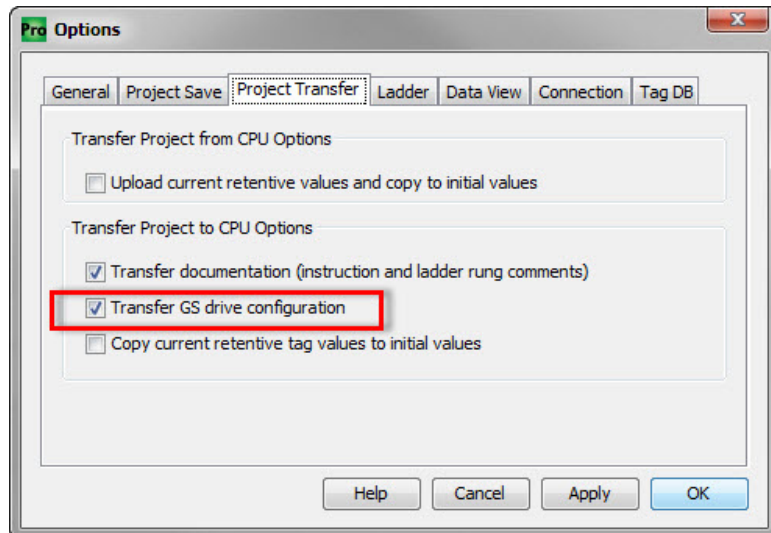 Pro Options
General Project Save Project Transfer Ladder Data View Connection Tag DB
Transfer Project from CPU Options
Upload current retentive values and copy to initial values
Transfer Project to CPU Options
Transfer documentation (instruction and ladder rung comments)
Transfer GS drive configuration
Copy current retentive tag values to initial values
Help Cancel Apply OK